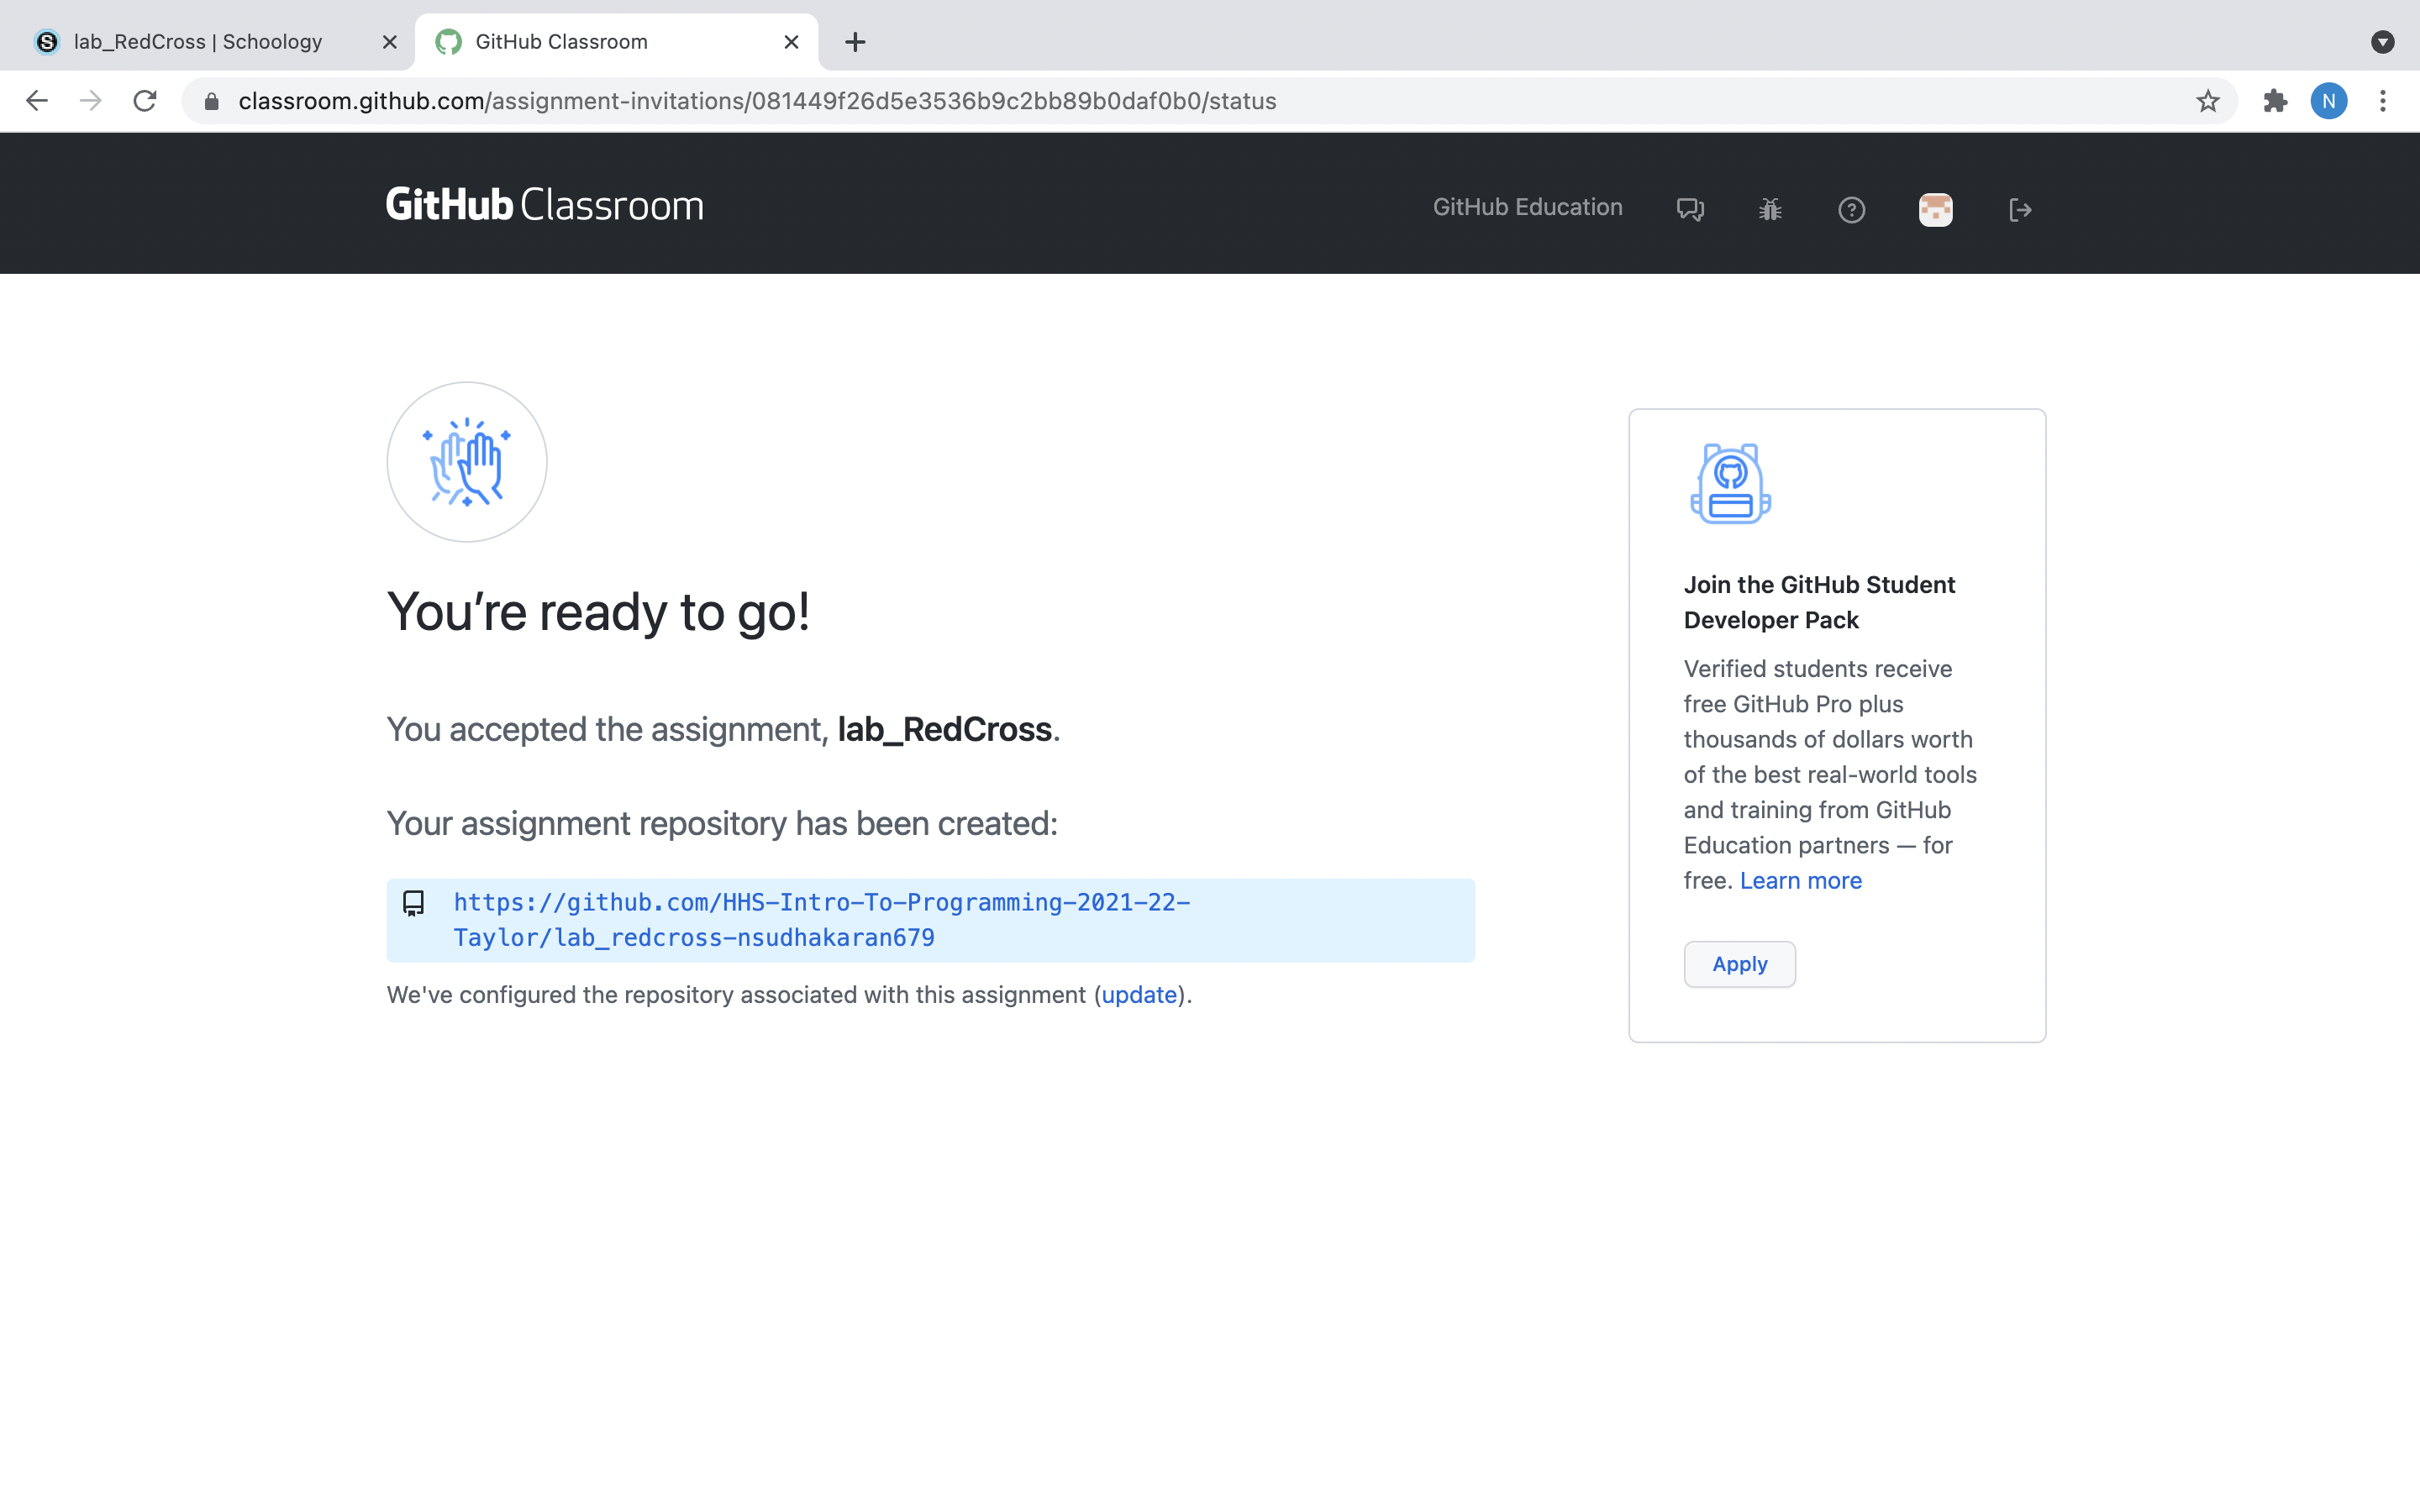 lab_RedCross | Schoology
GitHub Classroom
classroom.github.com/assignment-invitations/081449f26d5e3536b9c2bb89b0daf0b0/status
N
GitHub Classroom
GitHub Education
You’re ready to go!
You accepted the assignment, lab_RedCross.
Your assignment repository has been created:
https://github.com/HHS-Intro-To-Programming-2021-22-
Taylor/lab_redcross-nsudhakaran679
We've configured the repository associated with this assignment (update).
Join the GitHub Student
Developer Pack
Verified students receive
free GitHub Pro plus
thousands of dollars worth
of the best real-world tools
and training from GitHub
Education partners — for
free. Learn more
Apply